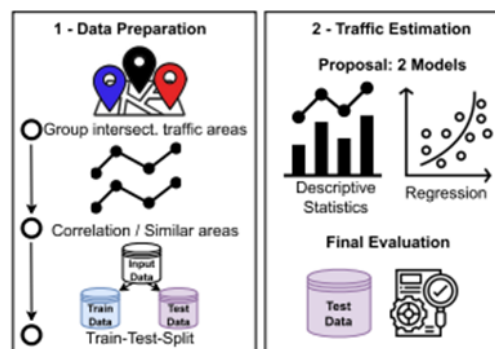 1 - Data Preparation
Group intersect. traffic areas
Correlation / Similar areas
Input
Data
Train
Data
Test
Data
Train-Test-Split
2 - Traffic Estimation
Proposal: 2 Models
Descriptive
Statistics
Regression
Final Evaluation
Test
Data